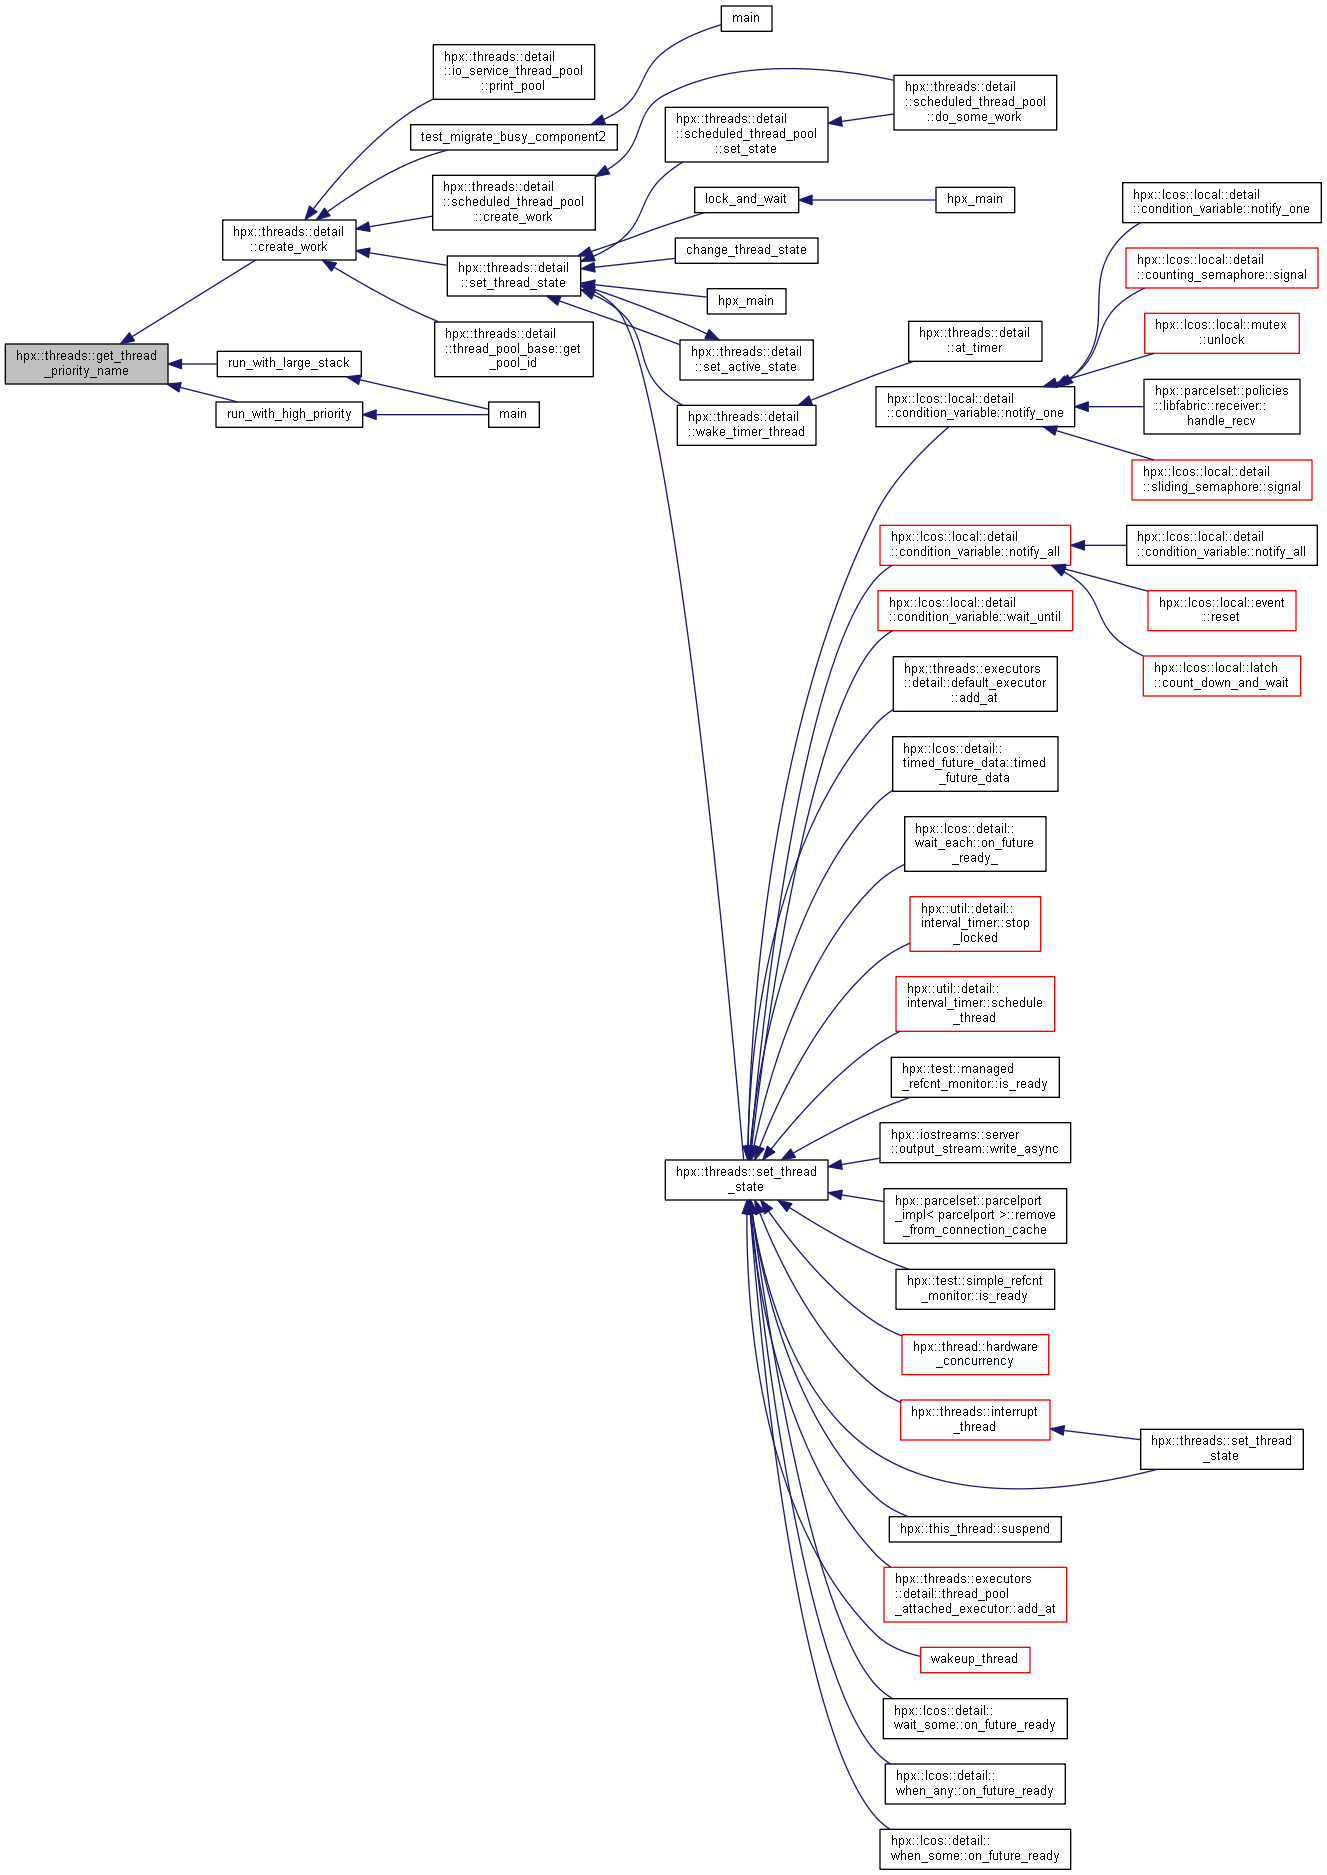 main
hpx::threads::detail
::io_service_thread_pool
::print_pool
hpx::threads::detail
::scheduled_thread_pool
::do_some_work
test_migrate_busy_component2
hpx::threads::detail
::scheduled_thread_pool
::set_state
hpx::threads::detail
::scheduled_thread_pool
::create_work
lock_and_wait
hpx_main
hpx::lcos::local::detail
::condition_variable::notify_one
hpx::threads::detail
::create_work
change_thread_state
hpx::lcos::local::detail
::counting_semaphore::signal
hpx::threads::detail
::set_thread_state
hpx_main
hpx::lcos::local::mutex
::unlock
hpx::threads::detail
::thread_pool_base::get
_pool_id
hpx::threads::detail
::at_timer
hpx::threads::get_thread
_priority_name
run_with_large_stack
hpx::threads::detail
::set_active_state
hpx::parcelset::policies
::libfabric::receiver::
handle_recv
run_with_high_priority
main
hpx::threads::detail
::wake_timer_thread
hpx::lcos::local::detail
::condition_variable::notify_one
hpx::lcos::local::detail
::sliding_semaphore::signal
hpx::lcos::local::detail
::condition_variable::notify_all
hpx::lcos::local::detail
::condition_variable::notify_all
hpx::lcos::local::detail
::condition_variable::wait_until
hpx::lcos::local::event
::reset
hpx::threads::executors
::detail::default_executor
::add_at
hpx::lcos::local::latch
::count_down_and_wait
hpx::lcos::detail::
timed_future_data::timed
_future_data
hpx::lcos::detail::
wait_each::on_future
_ready_
hpx::util::detail::
interval_timer::stop
_locked
hpx::util::detail::
interval_timer::schedule
_thread
hpx::test::managed
_refcnt_monitor::is_ready
hpx::iostreams::server
::output_stream::write_async
hpx::threads::set_thread
_state
hpx::parcelset::parcelport
_impl< parcelport >::remove
_from_connection_cache
hpx::test::simple_refcnt
_monitor::is_ready
hpx::thread::hardware
_concurrency
hpx::threads::interrupt
_thread
hpx::threads::set_thread
_state
hpx::this_thread::suspend
hpx::threads::executors
::detail::thread_pool
_attached_executor::add_at
wakeup_thread
hpx::lcos::detail::
wait_some::on_future_ready
hpx::lcos::detail::
when_any::on_future_ready
hpx::lcos::detail::
when_some::on_future_ready